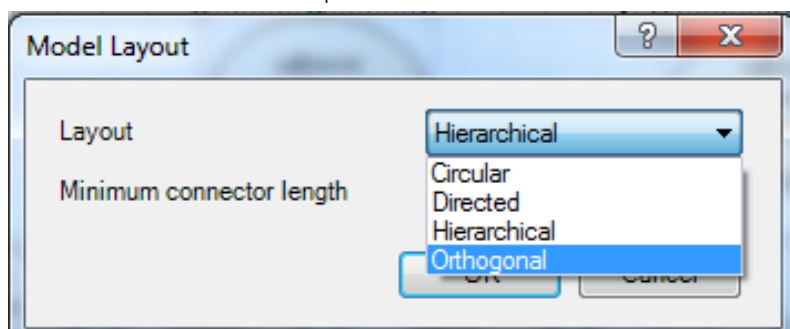 Model Layout
Layout
Hierarchical
Minimum connector length
Circular
Directed
Hierarchical
Orthogonal